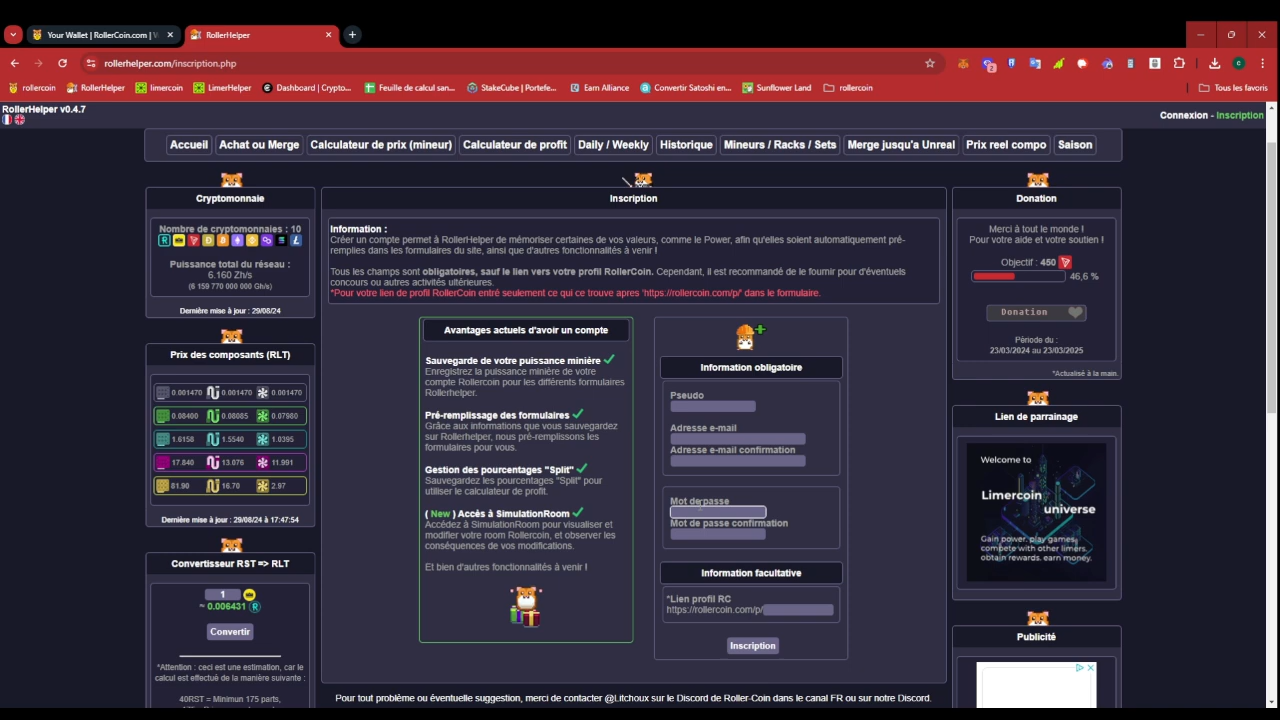 Your Wallet | RollerCoin.com |
RollerHelper
rollerhelper.com/inscription.php
rollercoin
RollerHelper
limercoin
LimerHelper
Dashboard | Crypto...
Feuille de calcul san...
StakeCube | Portefe...
Earn Alliance
Convertir Satoshi en...
Sunflower Land
rollercoin
Tous les favoris
RollerHelper v0.4.7
Connexion - Inscription
Accueil
Achat ou Merge
Calculateur de prix (mineur)
Calculateur de profit
Daily / Weekly
Historique
Mineurs / Racks / Sets
Merge jusqu'a Unreal
Prix reel compo
Saison
Cryptomonnaie
Nombre de cryptomonnaies : 10
Puissance total du réseau :
6.160 Zh/s
(6 159 770 000 000 Gh/s)
Dernière mise à jour : 29/08/24
Prix des composants (RLT)
0.001470 0.001470 0.001470
0.08400 0.08085 0.07980
1.0158 1.5540 1.0395
17.840 13.076 11.991
81.90 16.70 2.97
Dernière mise à jour : 29/08/24 à 17:47:54
Convertisseur RST => RLT
1
~ 0.006431
Convertir
*Attention : ceci est une estimation, car le
calcul est effectué de la manière suivante :
40RST = Minimun 175 parts,
Inscription
Information :
Créer un compte permet à RollerHelper de mémoriser certaines de vos valeurs, comme le Power, afin qu'elles soient automatiquement pré-
remplies dans les formulaires du site, ainsi que d'autres fonctionnalités à venir !
Tous les champs sont obligatoires, sauf le lien vers votre profil RollerCoin. Cependant, il est recommandé de le fournir pour d'éventuels
concours ou autres activités ultérieures.
*Pour votre lien de profil RollerCoin entré seulement ce qui ce trouve apres 'https://rollercoin.com/p/' dans le formulaire.
Avantages actuels d'avoir un compte
Sauvegarde de votre puissance minière
Enregistrez la puissance minière de votre
compte Rollercoin pour les différents formulaires
Rollerhelper.
Pré-remplissage des formulaires
Grâce aux informations que vous sauvegardez
sur Rollerhelper, nous pré-remplissons les
formulaires pour vous.
Gestion des pourcentages "Split"
Sauvegardez les pourcentages "Split" pour
utiliser le calculateur de profit.
( New ) Accès à SimulationRoom
Accédez à SimulationRoom pour visualiser et
modifier votre room Rollercoin, et observer les
conséquences de vos modifications.
Et bien d'autres fonctionnalités à venir !
Information obligatoire
Pseudo
Adresse e-mail
Adresse e-mail confirmation
Mot de passe
Mot de passe confirmation
Information facultative
*Lien profil RC
https://rollercoin.com/p/
Inscription
Pour tout problème ou éventuelle suggestion, merci de contacter @Litchoux sur le Discord de Roller-Coin dans le canal FR ou sur notre Discord.
Donation
Merci à tout le monde !
Pour votre aide et votre soutien !
Objectif : 450
46,6 %
Donation
Période du :
23/03/2024 au 23/03/2025
*Actualisé à la main.
Lien de parrainage
Welcome to
Limercoin
universe
Gain power, play games,
compete with other limers,
obtain rewards, earn money.
Publicité